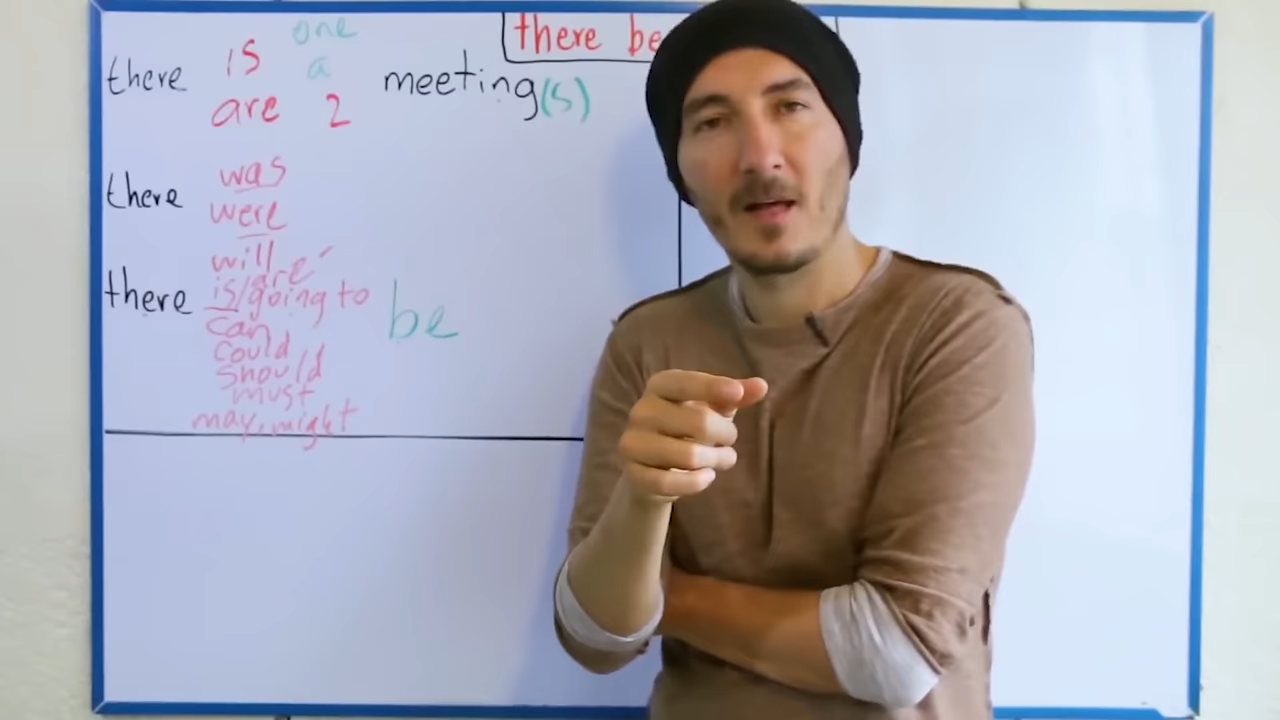 there be
one
there is a meeting(s)
are 2
there was
were
will
are
there is/going to be
can
could
should
must
may, might